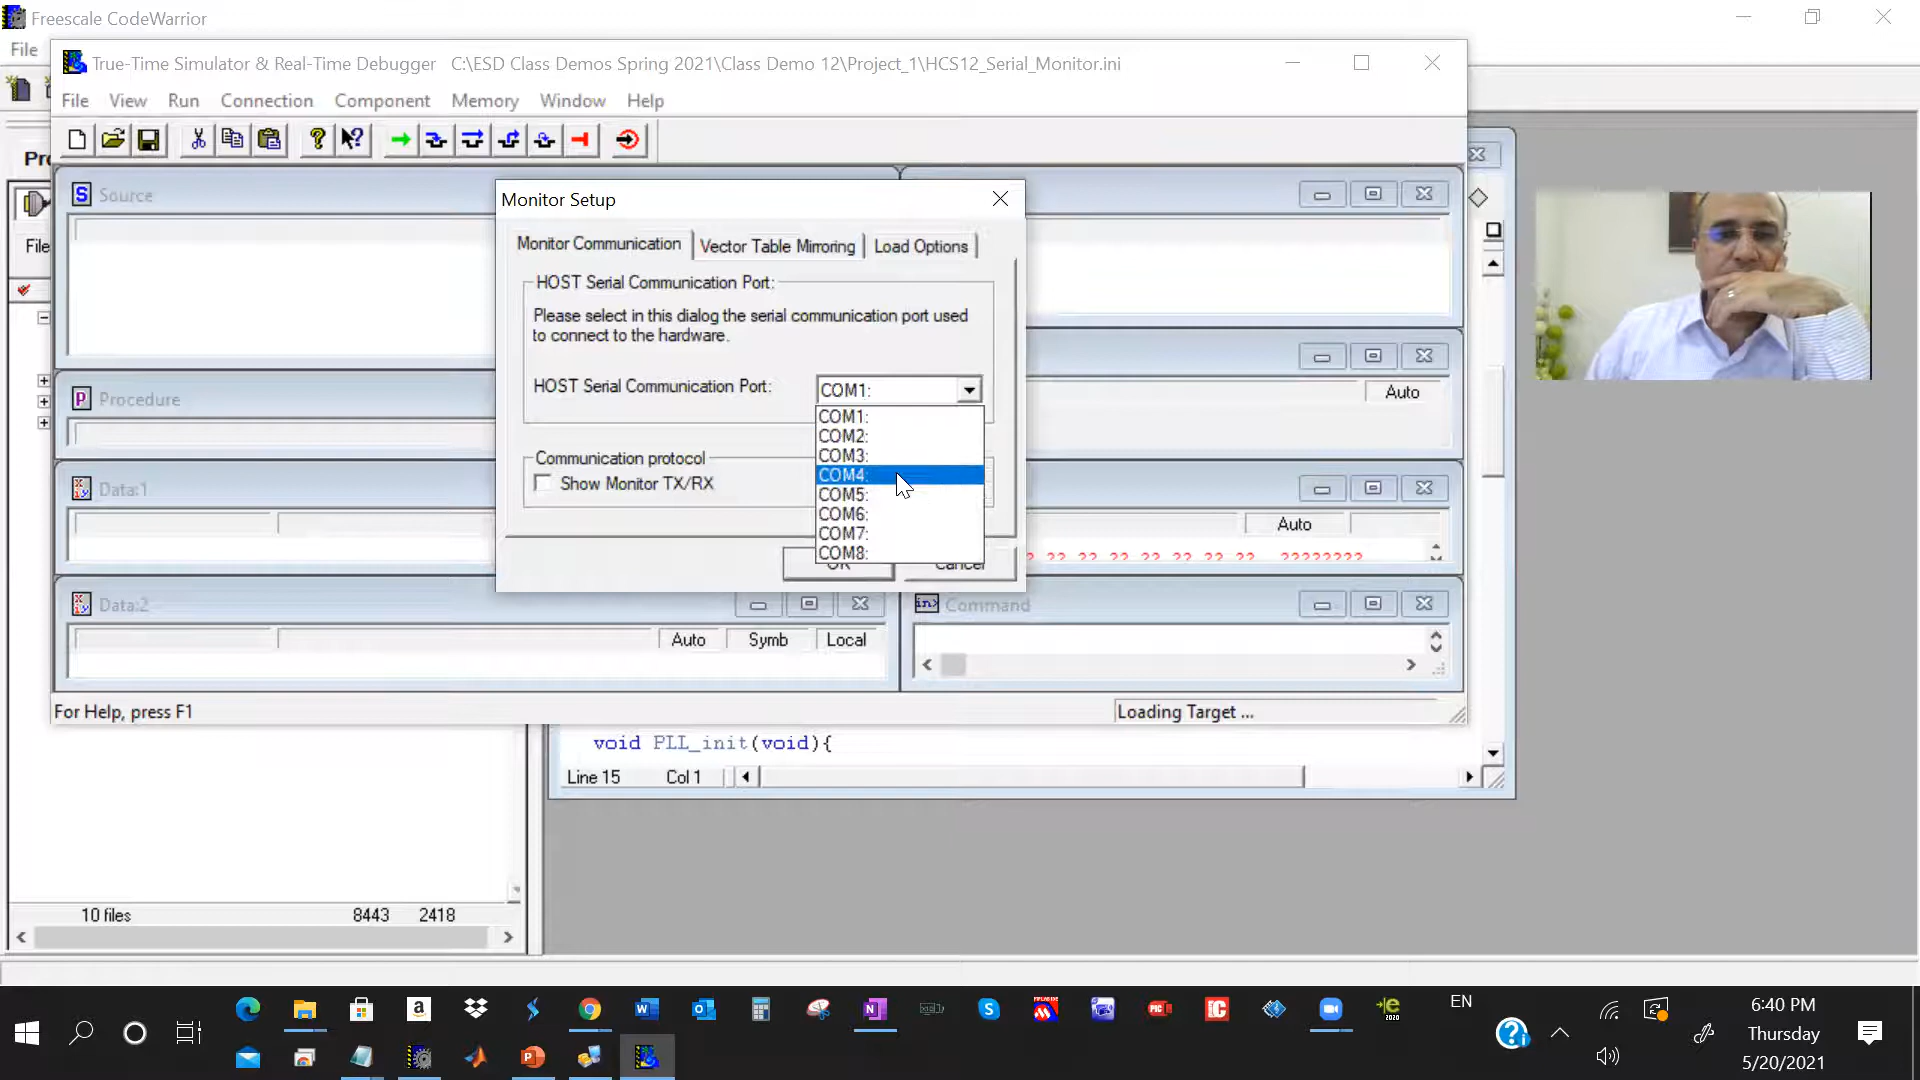 Freescale CodeWarrior
File
True-Time Simulator & Real-Time Debugger C:\ESD Class Demos Spring 2021\Class Demo 12\Project_1\HCS12_Serial_Monitor.ini
File View Run Connection Component Memory Window Help
Source
Monitor Setup
Monitor Communication Vector Table Mirroring Load Options
HOST Serial Communication Port:
Please select in this dialog the serial communication port used
to connect to the hardware.
HOST Serial Communication Port: COM1:
COM1:
COM2:
COM3:
COM4:
COM5:
COM6:
COM7:
COM8:
Communication protocol
Show Monitor TX/RX
OK Cancel
Procedure
Auto
Data:1
Auto
?? ?? ?? ?? ?? ?? ?? ?? ????????
Data:2
Auto Symb Local
Command
For Help, press F1
Loading Target ...
void PLL_init(void){
Line 15 Col 1
10 files 8443 2418
EN
6:40 PM
Thursday
5/20/2021